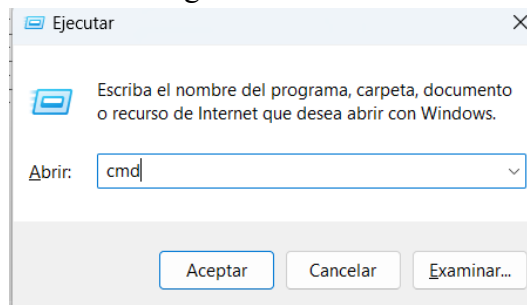 Ejecutar
Escriba el nombre del programa, carpeta, documento
o recurso de Internet que desea abrir con Windows.
Abrir: cmd
Aceptar Cancelar Examinar...